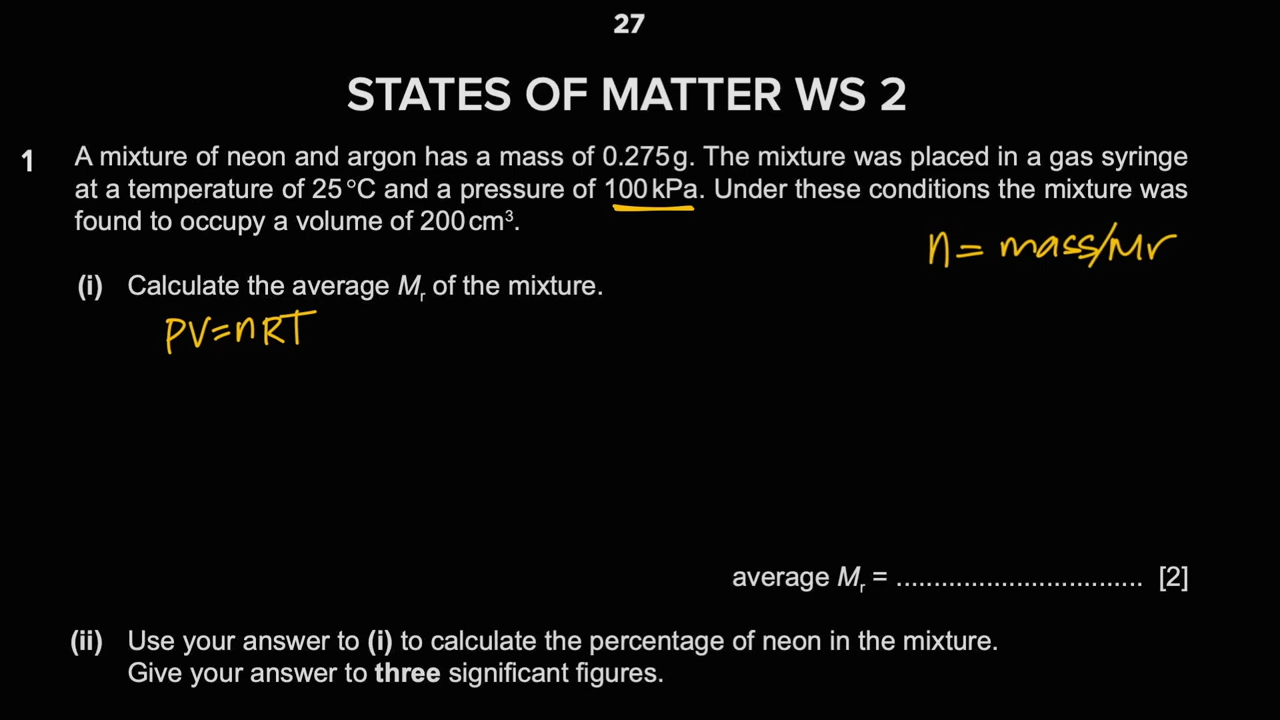 27
STATES OF MATTER WS 2
1 A mixture of neon and argon has a mass of 0.275 g. The mixture was placed in a gas syringe
at a temperature of 25 °C and a pressure of 100 kPa. Under these conditions the mixture was
found to occupy a volume of 200 cm³.
n = mass/Mr
(i) Calculate the average Mᵣ of the mixture.
PV=nRT
average Mᵣ = ................................ [2]
(ii) Use your answer to (i) to calculate the percentage of neon in the mixture.
Give your answer to three significant figures.